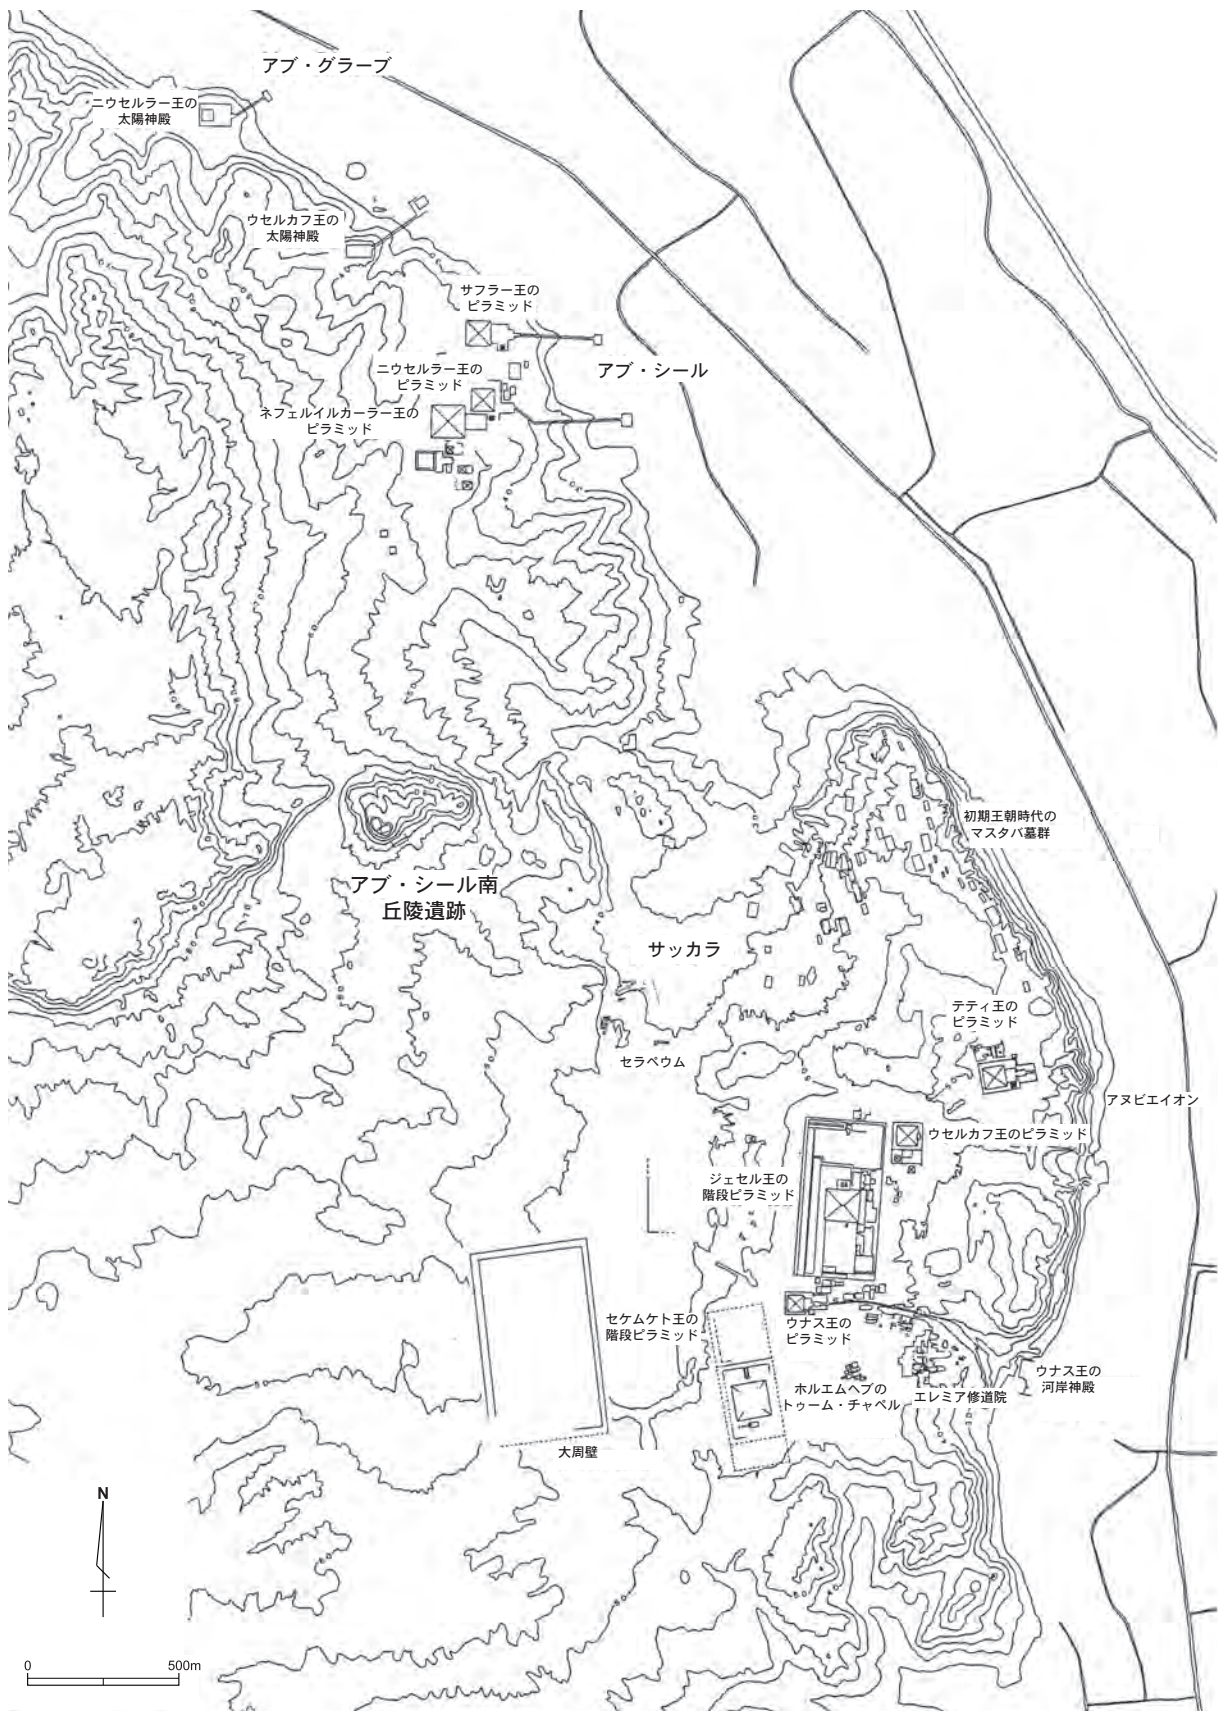 アブ・グラーブ
ニウセルラー王の
太陽神殿
ウセルカフ王の
太陽神殿
サフラー王の
ピラミッド
ニウセルラー王の
ピラミッド
アブ・シール
ネフェルイルカーラー王の
ピラミッド
初期王朝時代の
マスタバ墓群
アブ・シール南
丘陵遺跡
サッカラ
テティ王の
ピラミッド
セラペウム
アヌビエイオン
ウセルカフ王のピラミッド
ジェセル王の
階段ピラミッド
セケムケト王の
階段ピラミッド
ウナス王の
ピラミッド
ウナス王の
河岸神殿
ホルエムヘブの
トゥーム・チャペル
エレミア修道院
大周壁
N
0
500m